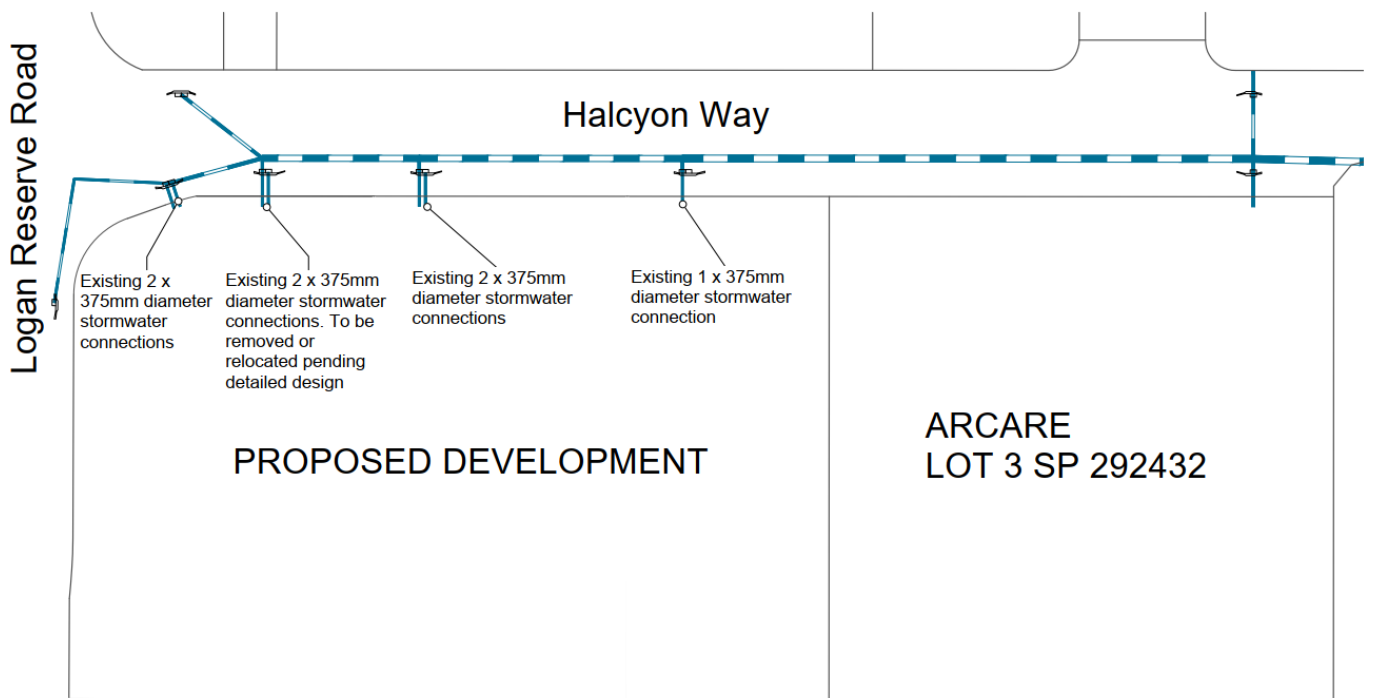 Logan Reserve Road
Halcyon Way
Existing 2 x
375mm diameter
stormwater
connections
Existing 2 x 375mm
diameter stormwater
connections. To be
removed or
relocated pending
detailed design
Existing 2 x 375mm
diameter stormwater
connections
Existing 1 x 375mm
diameter stormwater
connection
PROPOSED DEVELOPMENT
ARCARE
LOT 3 SP 292432